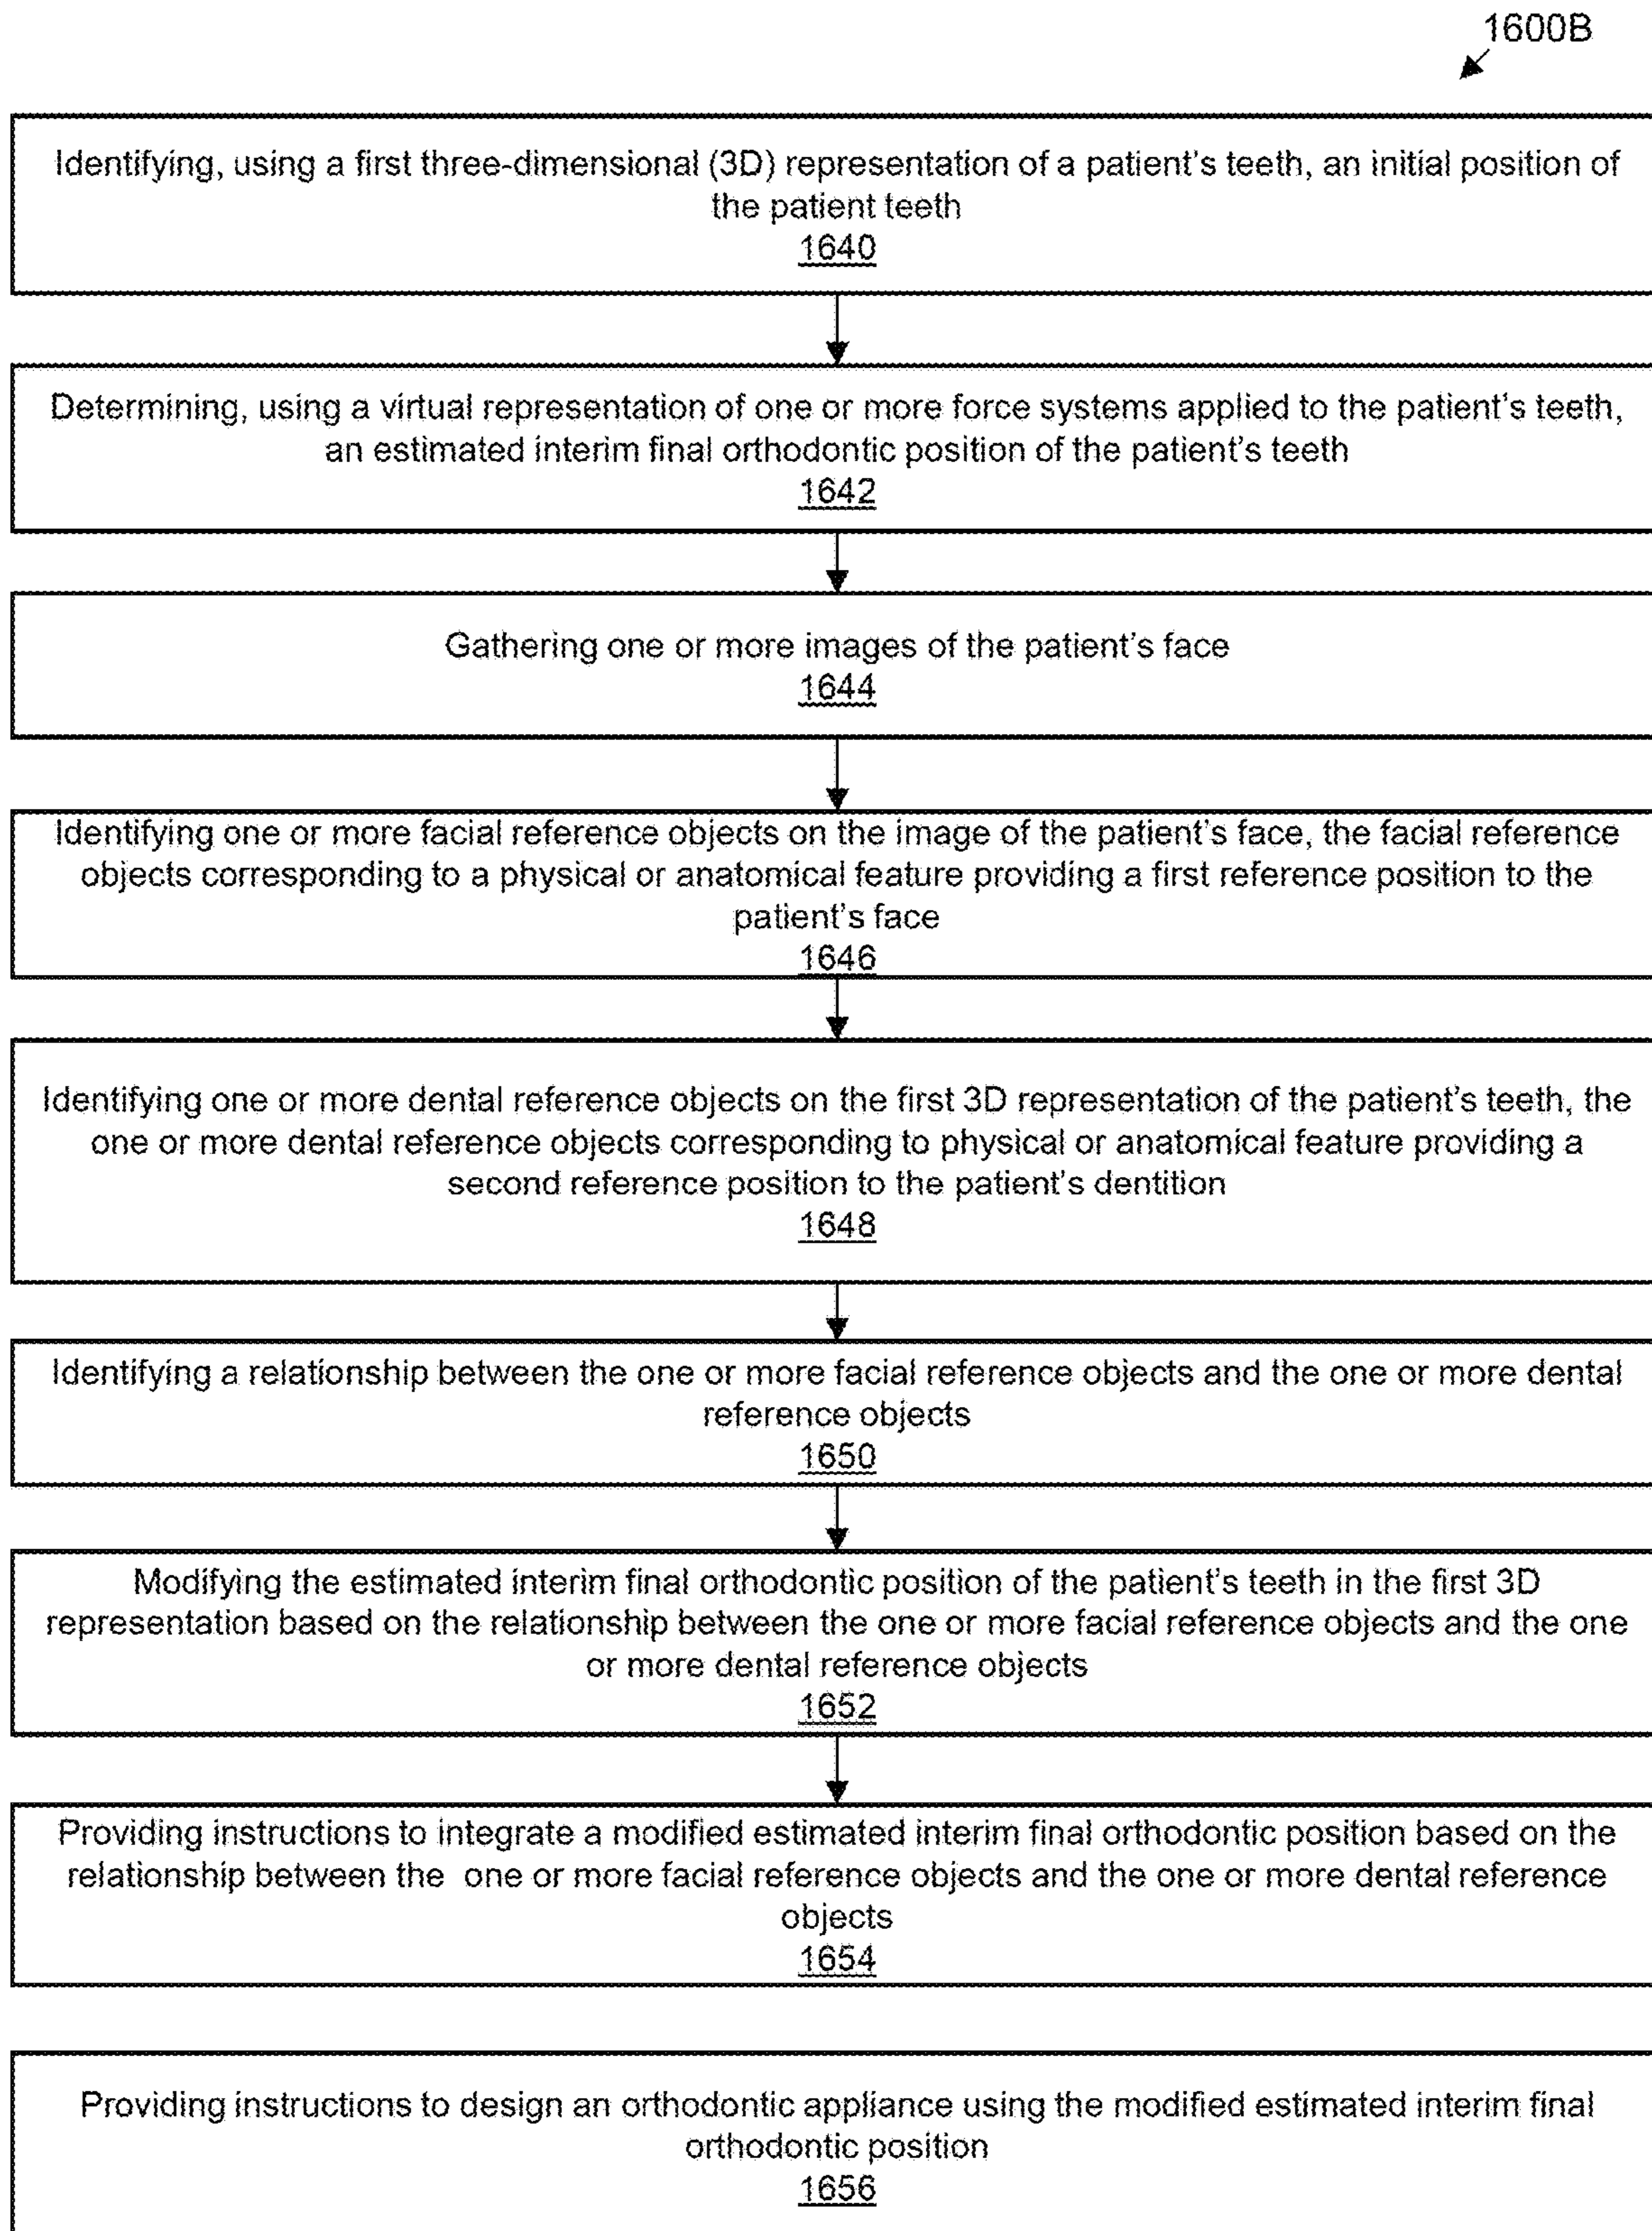 1600B
Identifying, using a first three-dimensional (3D) representation of a patient's teeth, an initial position of
the patient teeth
1640
Determining, using a virtual representation of one or more force systems applied to the patient's teeth,
an estimated interim final orthodontic position of the patient's teeth
1642
Gathering one or more images of the patient's face
1644
Identifying one or more facial reference objects on the image of the patient's face, the facial reference
objects corresponding to a physical or anatomical feature providing a first reference position to the
patient's face
1646
Identifying one or more dental reference objects on the first 3D representation of the patient's teeth, the
one or more dental reference objects corresponding to physical or anatomical feature providing a
second reference position to the patient's dentition
1648
Identifying a relationship between the one or more facial reference objects and the one or more dental
reference objects
1650
Modifying the estimated interim final orthodontic position of the patient's teeth in the first 3D
representation based on the relationship between the one or more facial reference objects and the one
or more dental reference objects
1652
Providing instructions to integrate a modified estimated interim final orthodontic position based on the
relationship between the one or more facial reference objects and the one or more dental reference
objects
1654
Providing instructions to design an orthodontic appliance using the modified estimated interim final
orthodontic position
1656